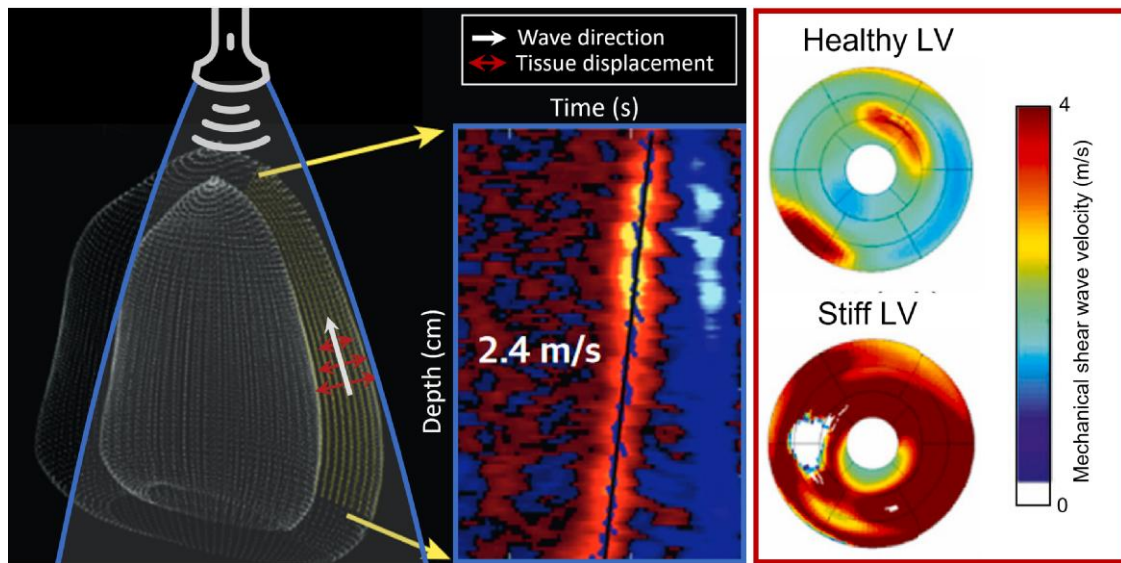 Wave direction
Tissue displacement
Time (s)
Depth (cm)
2.4 m/s
Healthy LV
Stiff LV
4
Mechanical shear wave velocity (m/s)
0